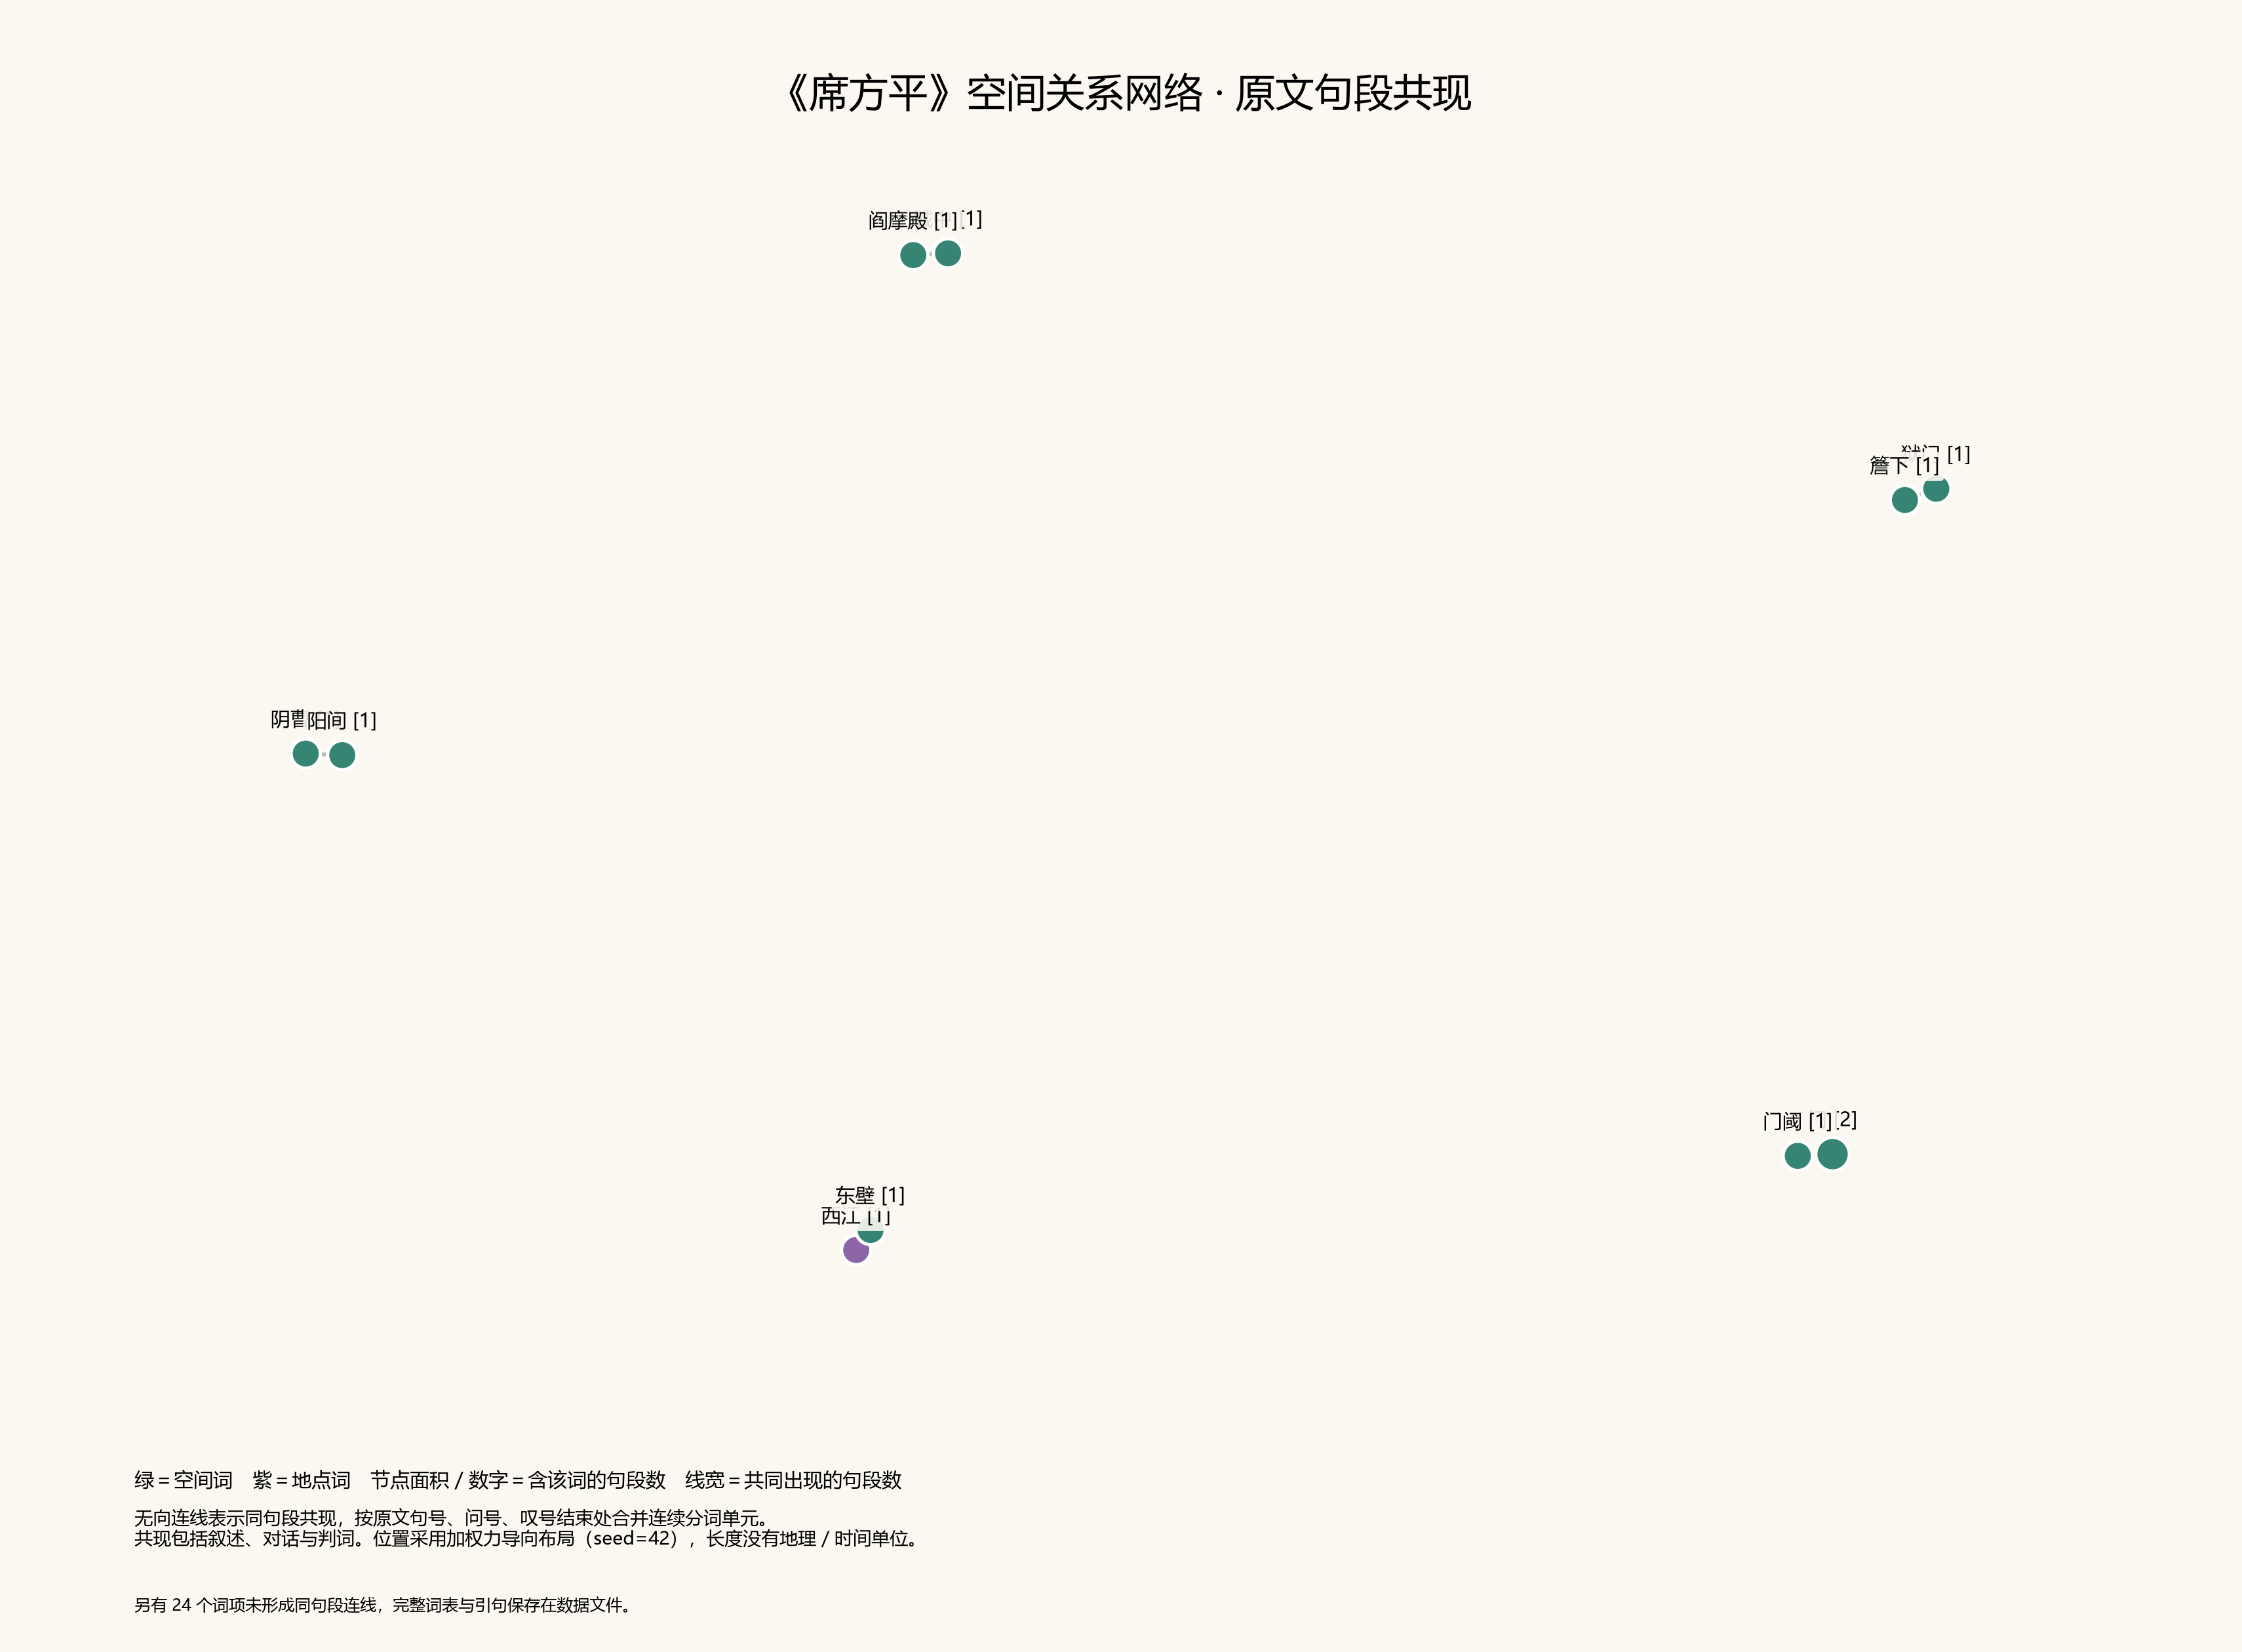 《席方平》空间关系网络 · 原文句段共现
阎摩殿 [1]
[1]
[1]
簷下 [1]
阴曹
阳间 [1]
门阈 [1]
[2]
东壁 [1]
西江 [1]
绿＝空间词　紫＝地点词　节点面积 / 数字＝含该词的句段数　线宽＝共同出现的句段数
无向连线表示同句段共现，按原文句号、问号、叹号结束处合并连续分词单元。
共现包括叙述、对话与判词。位置采用加权力导向布局（seed=42），长度没有地理 / 时间单位。
另有 24 个词项未形成同句段连线，完整词表与引句保存在数据文件。